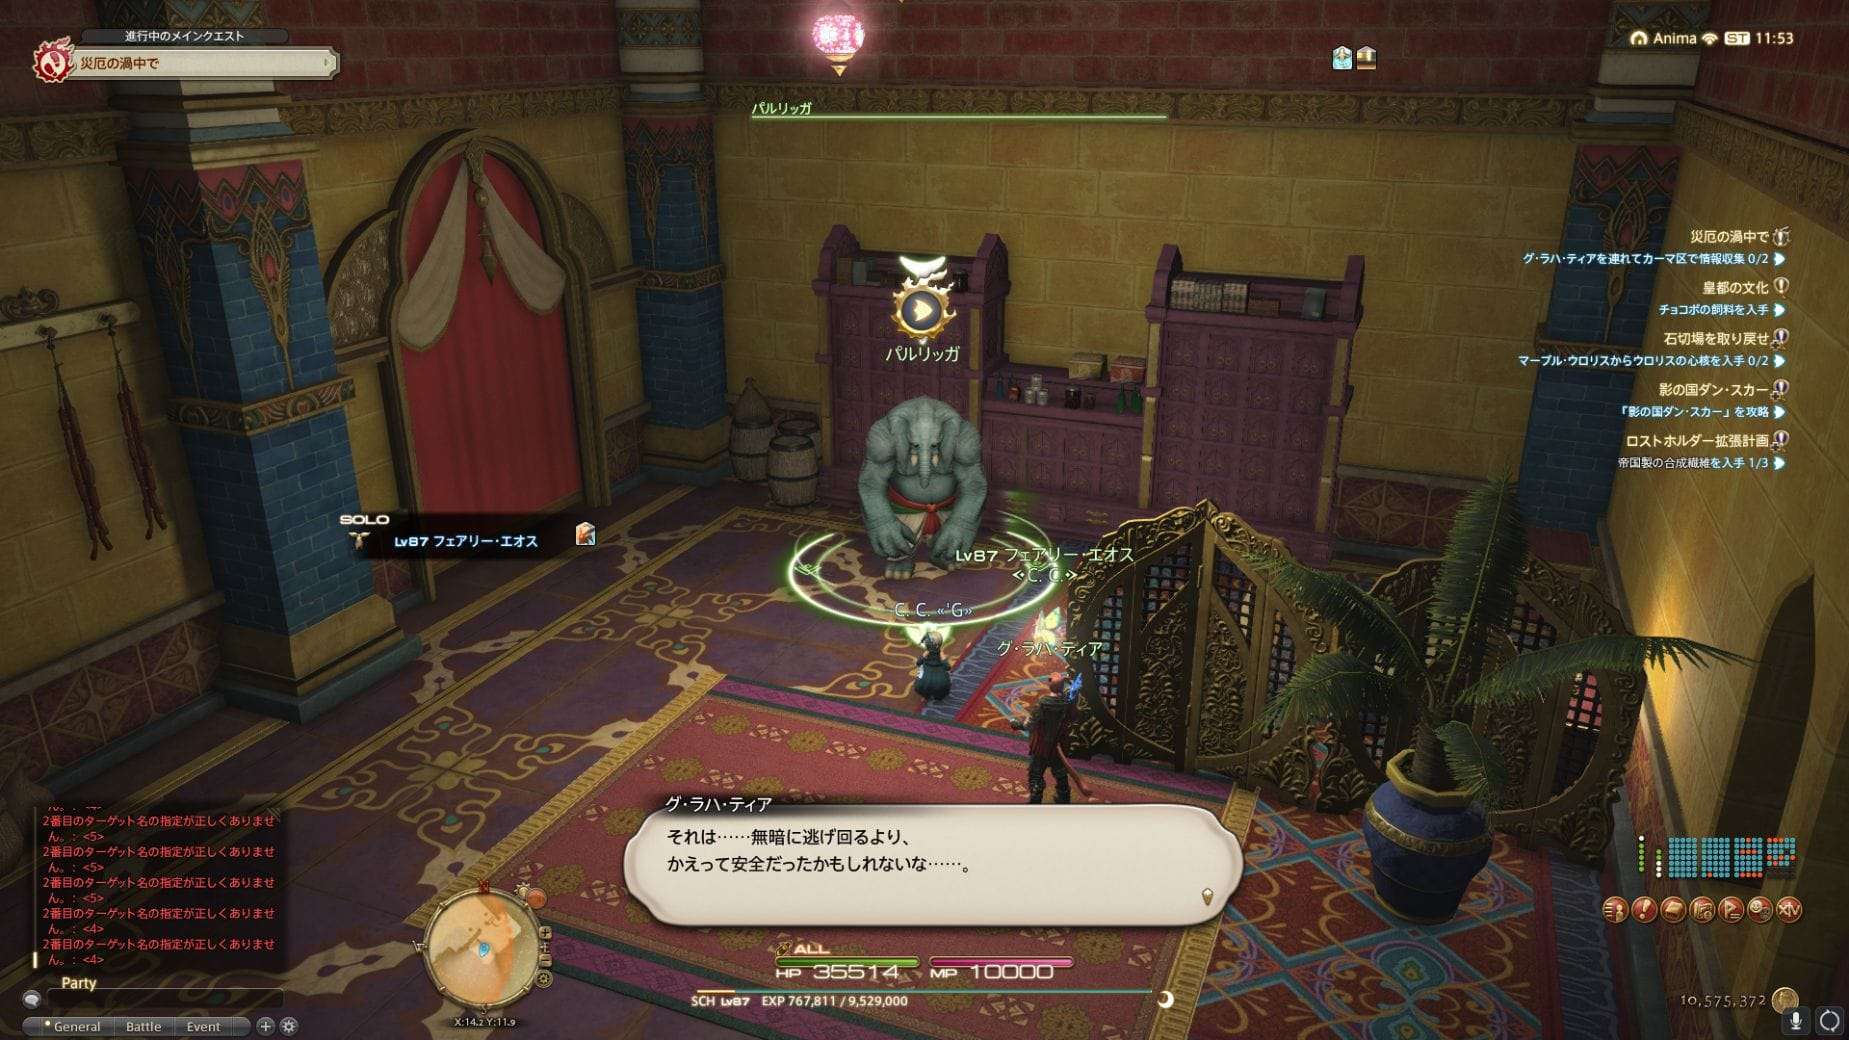 進行中のメインクエスト
災厄の渦中で
Anima ST 11:53
パルリッガ
災厄の渦中で
グ・ラハ・ティアを連れてカーマ区で情報収集 0/2
皇都の文化
チョコボの飼料を入手
石切場を取り戻せ
マーブル・ウロリスからウロリスの心核を入手 0/2
影の国ダン・スカー
「影の国ダン・スカー」を攻略
ロストホルダー拡張計画
帝国製の合成繊維を入手 1/3
パルリッガ
SOLO
Lv87 フェアリー・エオス
Lv87 フェアリー・エオス
«C. C.»
C. C. «'G»
グ・ラハ・ティア
グ・ラハ・ティア
それは……無暗に逃げ回るより、
かえって安全だったかもしれないな……。
ん。： <4>
2番目のターゲット名の指定が正しくありませ
ん。： <5>
2番目のターゲット名の指定が正しくありませ
ん。： <5>
2番目のターゲット名の指定が正しくありませ
ん。： <5>
2番目のターゲット名の指定が正しくありませ
ん。： <4>
2番目のターゲット名の指定が正しくありませ
ん。： <4>
Party
General Battle Event
X:14.2 Y:11.9
ALL
HP 35514 MP 10000
SCH Lv87 EXP 767,811 / 9,529,000
10,575,372
XIV